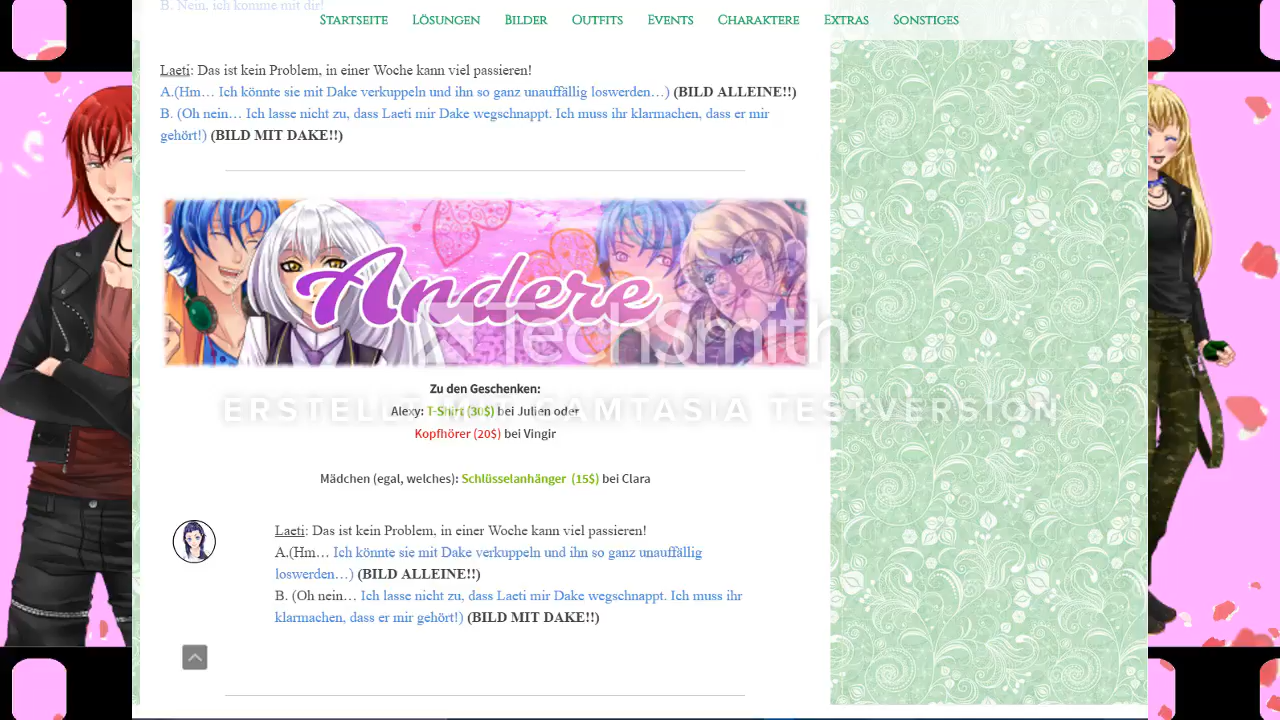 B. Nein, ich komme mit dir!
Startseite Lösungen Bilder Outfits Events Charaktere Extras Sonstiges
Laeti: Das ist kein Problem, in einer Woche kann viel passieren!
A.(Hm… Ich könnte sie mit Dake verkuppeln und ihn so ganz unauffällig loswerden…) (BILD ALLEINE!!)
B. (Oh nein… Ich lasse nicht zu, dass Laeti mir Dake wegschnappt. Ich muss ihr klarmachen, dass er mir
gehört!) (BILD MIT DAKE!!)
Andere
TechSmith
Zu den Geschenken:
Alexy: T-Shirt (30$) bei Julien oder
ERSTELLT MIT CAMTASIA TESTVERSION
Kopfhörer (20$) bei Vingir
Mädchen (egal, welches): Schlüsselanhänger (15$) bei Clara
Laeti: Das ist kein Problem, in einer Woche kann viel passieren!
A.(Hm… Ich könnte sie mit Dake verkuppeln und ihn so ganz unauffällig
loswerden…) (BILD ALLEINE!!)
B. (Oh nein… Ich lasse nicht zu, dass Laeti mir Dake wegschnappt. Ich muss ihr
klarmachen, dass er mir gehört!) (BILD MIT DAKE!!)